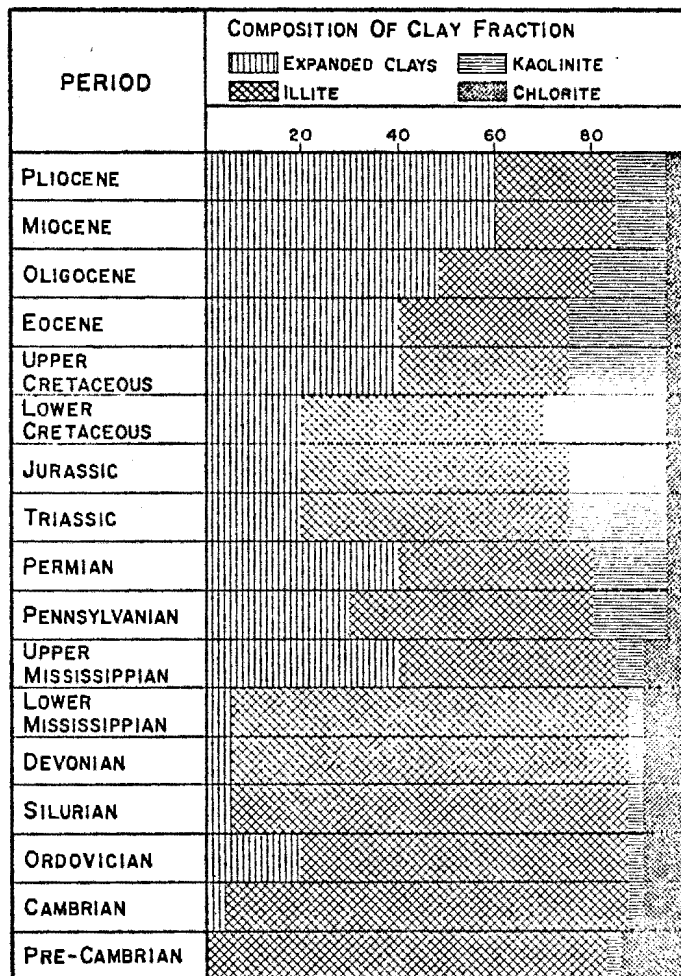 COMPOSITION OF CLAY FRACTION
PERIOD
EXPANDED CLAYS
KAOLINITE
ILLITE
CHLORITE
20 40 60 80
PLIOCENE
MIOCENE
OLIGOCENE
EOCENE
UPPER
CRETACEOUS
LOWER
CRETACEOUS
JURASSIC
TRIASSIC
PERMIAN
PENNSYLVANIAN
UPPER
MISSISSIPPIAN
LOWER
MISSISSIPPIAN
DEVONIAN
SILURIAN
ORDOVICIAN
CAMBRIAN
PRE-CAMBRIAN